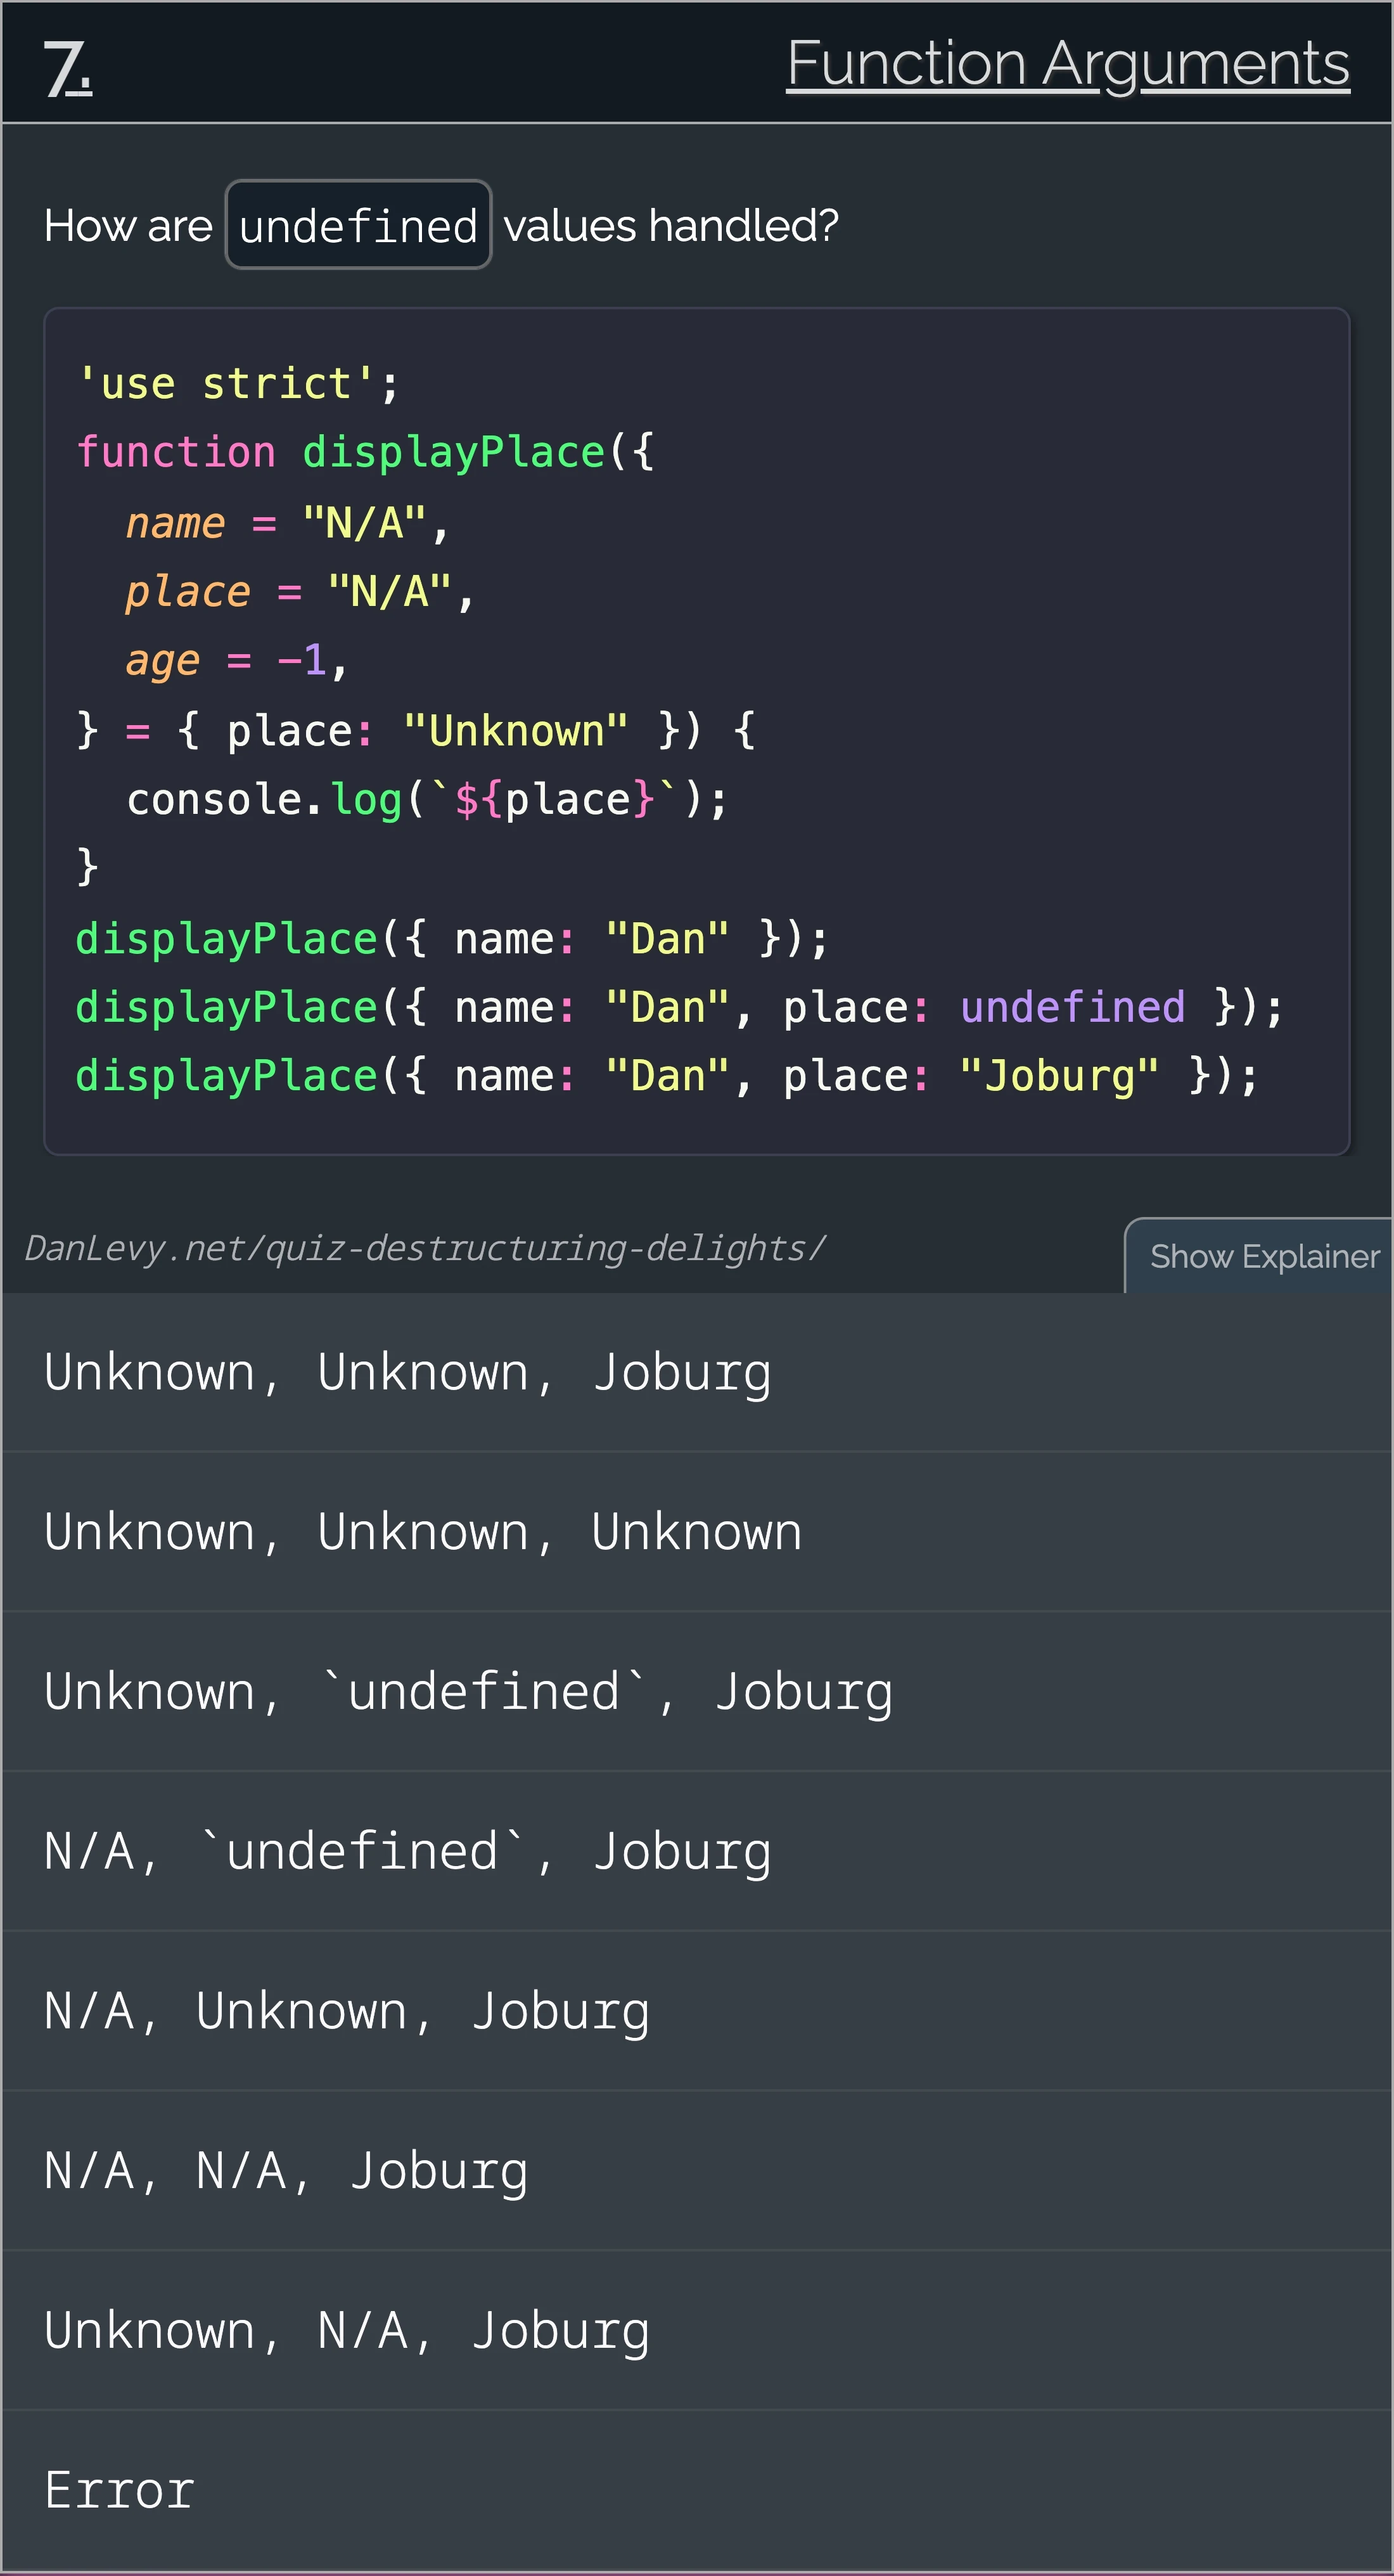 7.
Function Arguments
How are undefined values handled?
'use strict';
function displayPlace({
  name = "N/A",
  place = "N/A",
  age = -1,
} = { place: "Unknown" }) {
  console.log(`${place}`);
}
displayPlace({ name: "Dan" });
displayPlace({ name: "Dan", place: undefined });
displayPlace({ name: "Dan", place: "Joburg" });
DanLevy.net/quiz-destructuring-delights/
Show Explainer
Unknown, Unknown, Joburg
Unknown, Unknown, Unknown
Unknown, `undefined`, Joburg
N/A, `undefined`, Joburg
N/A, Unknown, Joburg
N/A, N/A, Joburg
Unknown, N/A, Joburg
Error